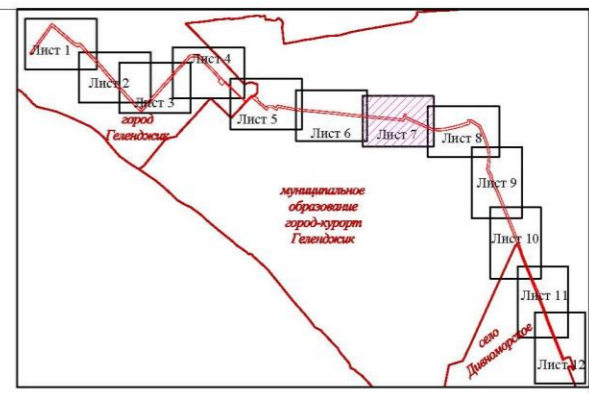 Лист 1
Лист 2
Лист 3
Лист 4
город
Геленджик
Лист 5
Лист 6
Лист 7
Лист 8
Лист 9
муниципальное
образование
город-курорт
Геленджик
Лист 10
Лист 11
село
Дивноморское
Лист 12